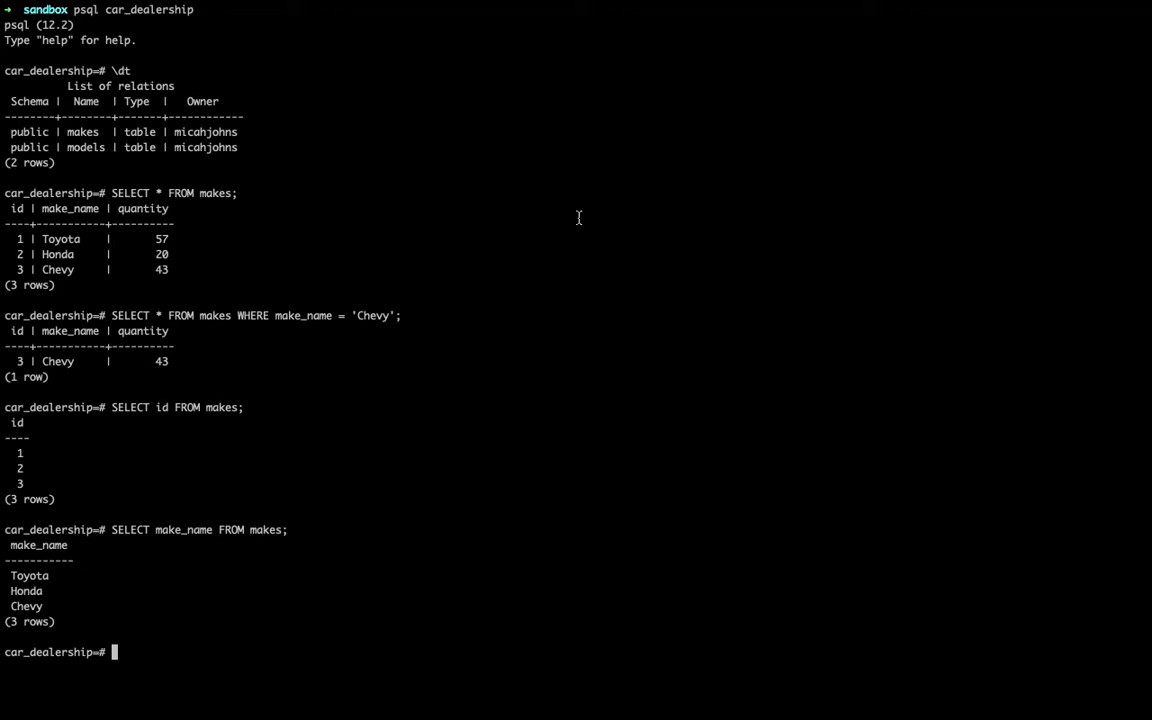 ➜  sandbox psql car_dealership
psql (12.2)
Type "help" for help.

car_dealership=# \dt
          List of relations
 Schema |  Name  | Type  |   Owner
--------+--------+-------+------------
 public | makes  | table | micahjohns
 public | models | table | micahjohns
(2 rows)

car_dealership=# SELECT * FROM makes;
 id | make_name | quantity
----+-----------+----------
  1 | Toyota    |       57
  2 | Honda     |       20
  3 | Chevy     |       43
(3 rows)

car_dealership=# SELECT * FROM makes WHERE make_name = 'Chevy';
 id | make_name | quantity
----+-----------+----------
  3 | Chevy     |       43
(1 row)

car_dealership=# SELECT id FROM makes;
 id
----
  1
  2
  3
(3 rows)

car_dealership=# SELECT make_name FROM makes;
 make_name
-----------
 Toyota
 Honda
 Chevy
(3 rows)

car_dealership=#